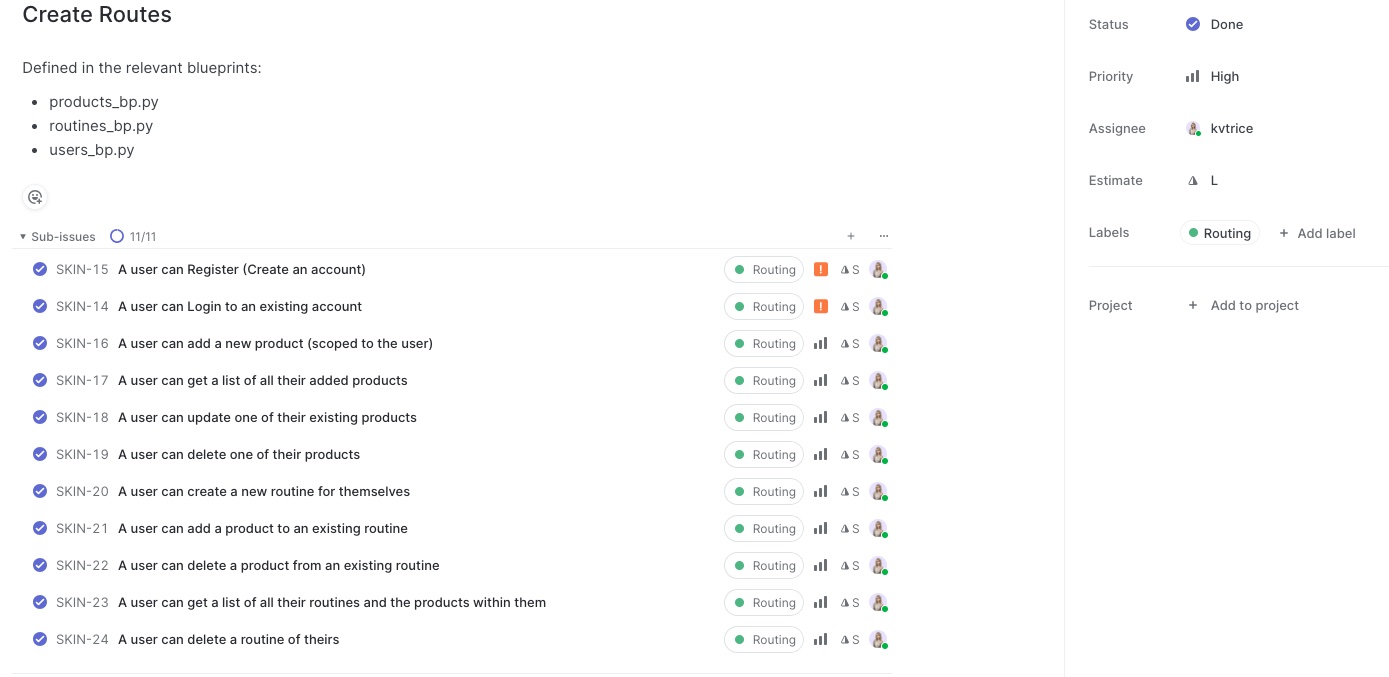 Create Routes
Defined in the relevant blueprints:
products_bp.py
routines_bp.py
users_bp.py
Sub-issues 11/11
SKIN-15 A user can Register (Create an account) Routing ! S
SKIN-14 A user can Login to an existing account Routing ! S
SKIN-16 A user can add a new product (scoped to the user) Routing S
SKIN-17 A user can get a list of all their added products Routing S
SKIN-18 A user can update one of their existing products Routing S
SKIN-19 A user can delete one of their products Routing S
SKIN-20 A user can create a new routine for themselves Routing S
SKIN-21 A user can add a product to an existing routine Routing S
SKIN-22 A user can delete a product from an existing routine Routing S
SKIN-23 A user can get a list of all their routines and the products within them Routing S
SKIN-24 A user can delete a routine of theirs Routing S
Status Done
Priority High
Assignee kvtrice
Estimate L
Labels Routing + Add label
Project + Add to project